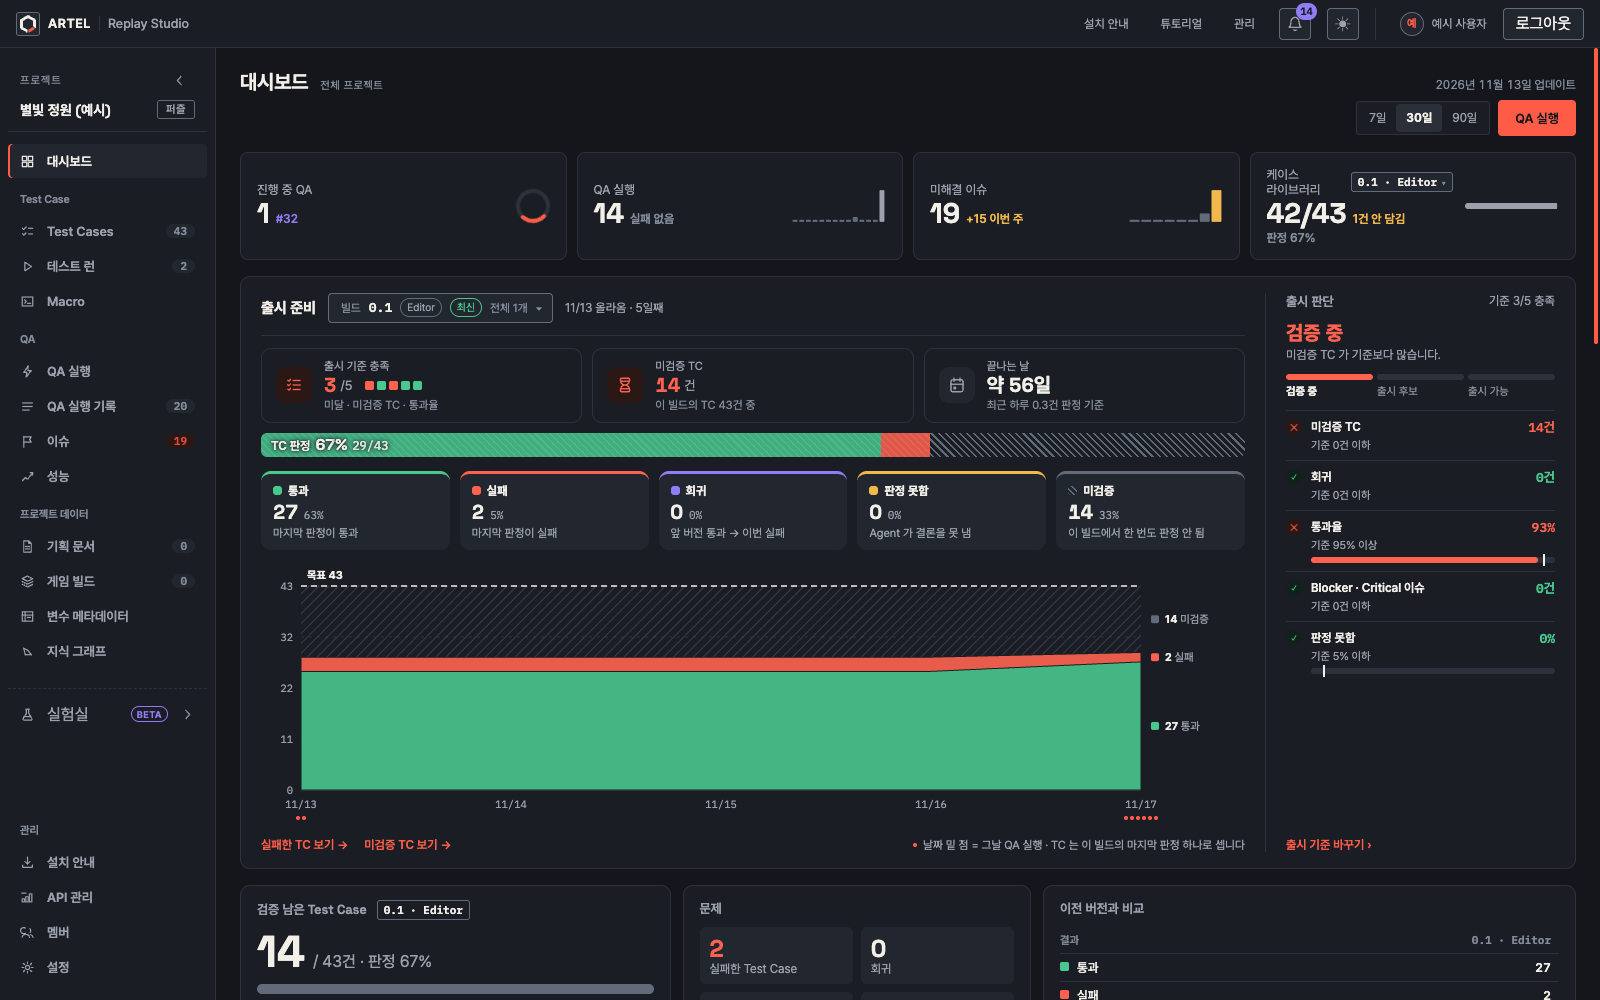 ARTEL Replay Studio
설치 안내 튜토리얼 관리 14 예 예시 사용자 로그아웃
프로젝트
별빛 정원 (예시) 퍼즐
대시보드
Test Case
Test Cases 43
테스트 런 2
Macro
QA
QA 실행
QA 실행 기록 20
이슈 19
성능
프로젝트 데이터
기획 문서 0
게임 빌드 0
변수 메타데이터
지식 그래프
실험실 BETA
관리
설치 안내
API 관리
멤버
설정
대시보드 전체 프로젝트
2026년 11월 13일 업데이트
7일 30일 90일 QA 실행
진행 중 QA
1 #32
QA 실행
14 실패 없음
미해결 이슈
19 +15 이번 주
케이스 라이브러리 0.1 · Editor
42/43 1건 안 담김
판정 67%
출시 준비 빌드 0.1 Editor 최신 전체 1개 11/13 올라옴 · 5일째
출시 기준 충족
3 /5
미달 · 미검증 TC · 통과율
미검증 TC
14 건
이 빌드의 TC 43건 중
끝나는 날
약 56일
최근 하루 0.3건 판정 기준
TC 판정 67% 29/43
통과
27 63%
마지막 판정이 통과
실패
2 5%
마지막 판정이 실패
회귀
0 0%
앞 버전 통과 → 이번 실패
판정 못함
0 0%
Agent 가 결론을 못 냄
미검증
14 33%
이 빌드에서 한 번도 판정 안 됨
목표 43
43
32
22
11
0
11/13 11/14 11/15 11/16 11/17
14 미검증
2 실패
27 통과
실패한 TC 보기 → 미검증 TC 보기 →
날짜 밑 점 = 그날 QA 실행 · TC 는 이 빌드의 마지막 판정 하나로 셉니다
출시 판단 기준 3/5 충족
검증 중
미검증 TC 가 기준보다 많습니다.
검증 중 출시 후보 출시 가능
미검증 TC 14건
기준 0건 이하
회귀 0건
기준 0건 이하
통과율 93%
기준 95% 이상
Blocker · Critical 이슈 0건
기준 0건 이하
판정 못함 0%
기준 5% 이하
출시 기준 바꾸기 ›
검증 남은 Test Case 0.1 · Editor
14 / 43건 · 판정 67%
문제
2
실패한 Test Case
0
회귀
이전 버전과 비교
결과 0.1 · Editor
통과 27
실패 2